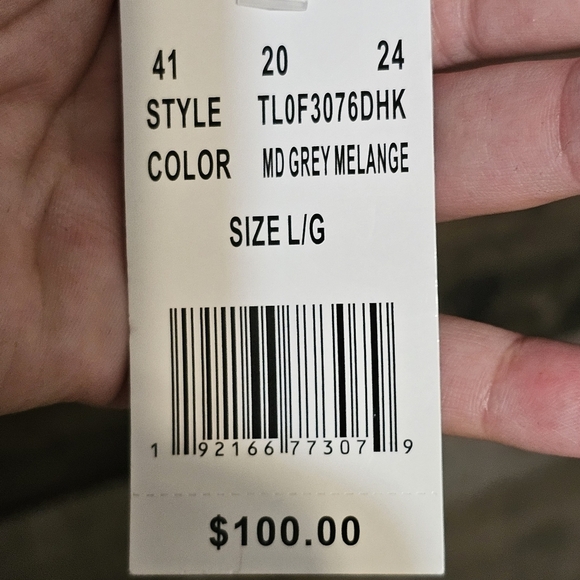 41 20 24
STYLE TL0F3076DHK
COLOR MD GREY MELANGE
SIZE L/G
1 92166 77307 9
$100.00